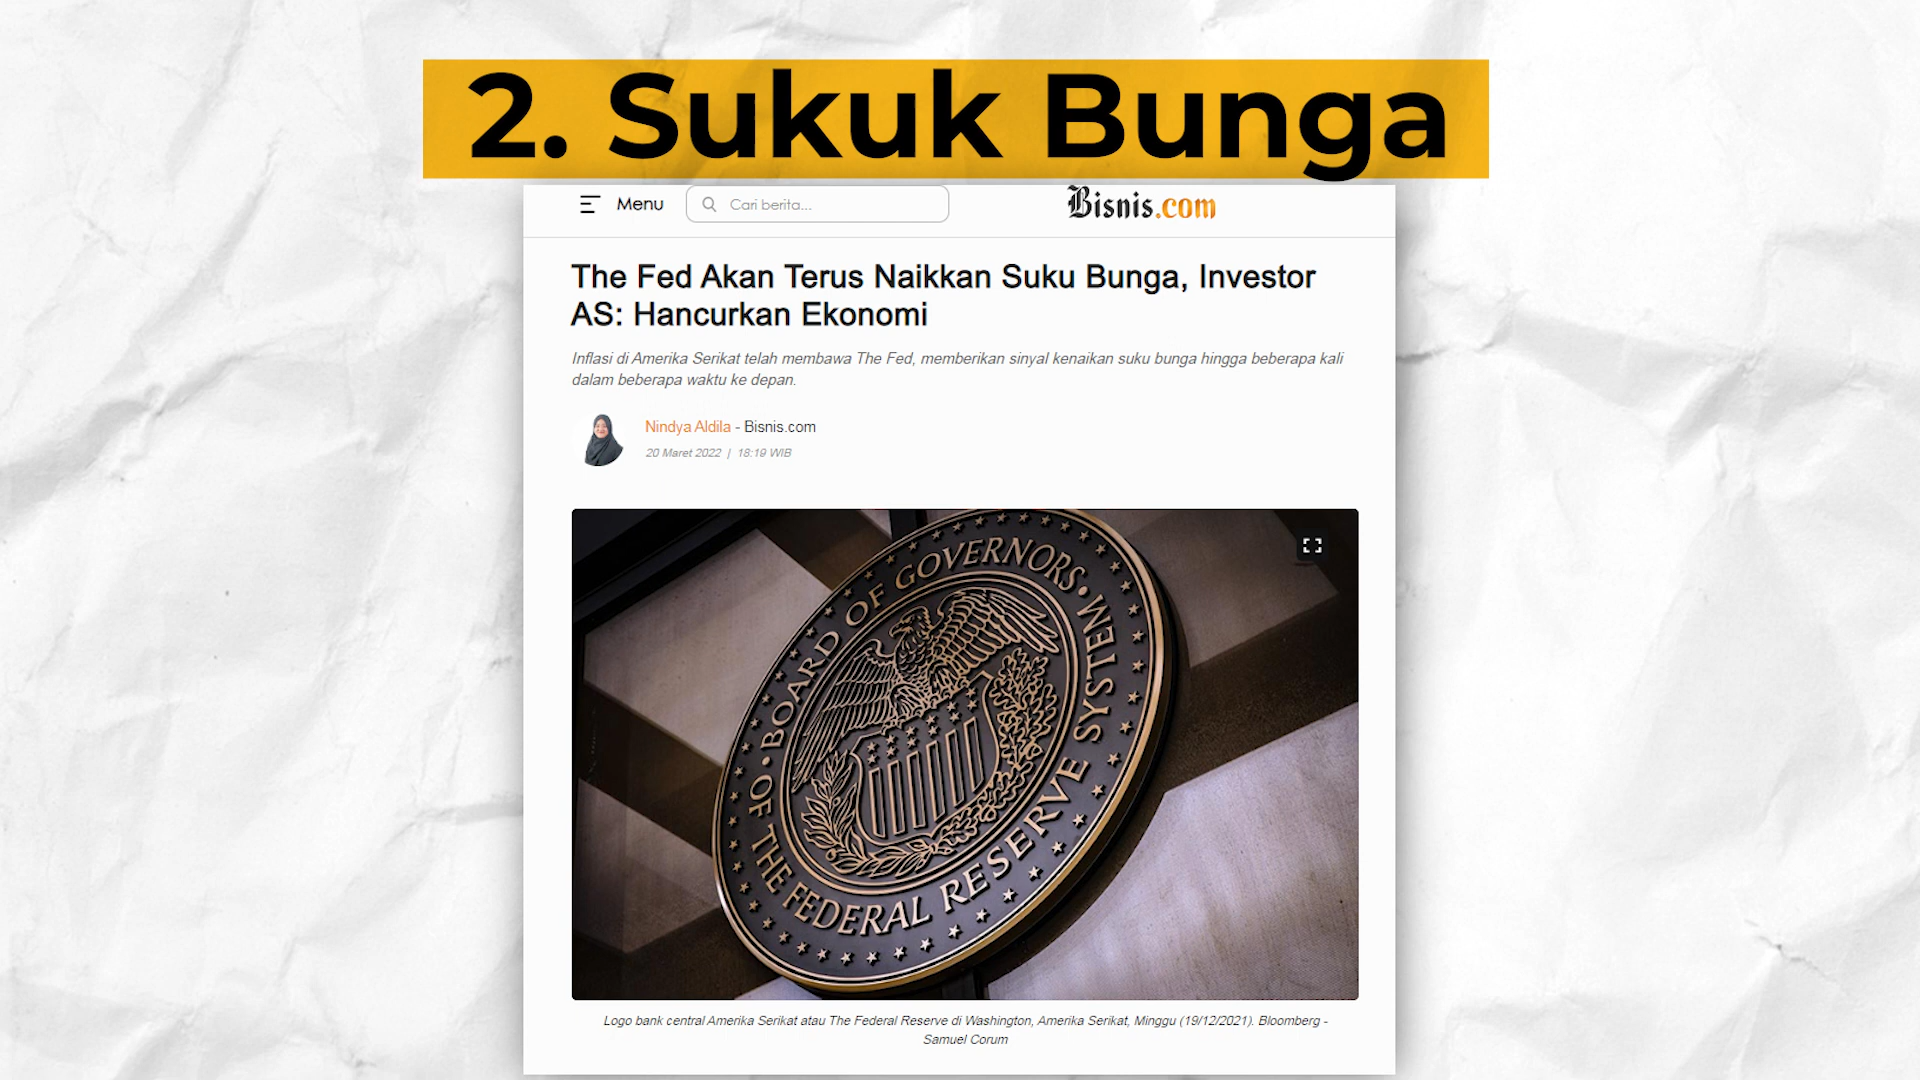 2. Sukuk Bunga
Menu
Cari berita...
Bisnis.com
The Fed Akan Terus Naikkan Suku Bunga, Investor
AS: Hancurkan Ekonomi
Inflasi di Amerika Serikat telah membawa The Fed, memberikan sinyal kenaikan suku bunga hingga beberapa kali
dalam beberapa waktu ke depan.
Nindya Aldila - Bisnis.com
20 Maret 2022 | 18:19 WIB
BOARD OF GOVERNORS
OF THE FEDERAL RESERVE SYSTEM
Logo bank central Amerika Serikat atau The Federal Reserve di Washington, Amerika Serikat, Minggu (19/12/2021). Bloomberg -
Samuel Corum